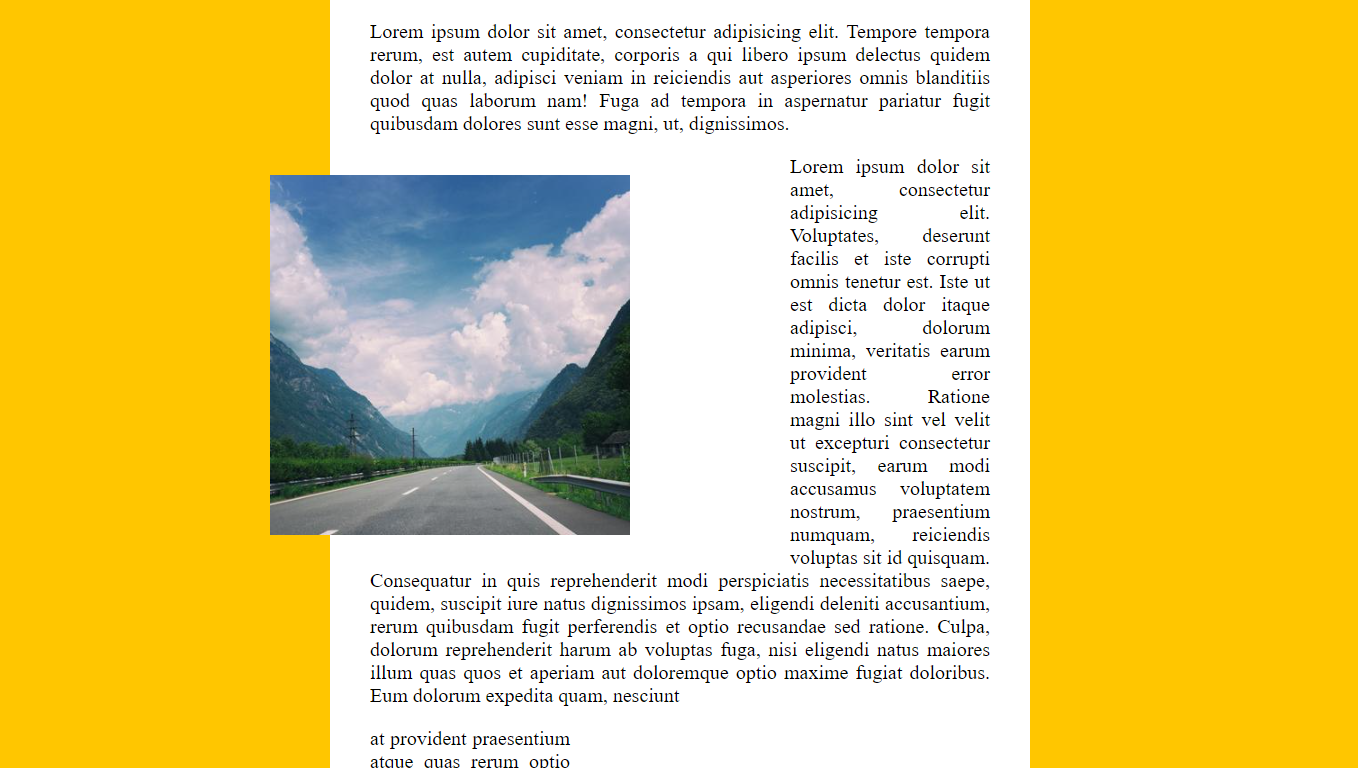 Lorem ipsum dolor sit amet, consectetur adipisicing elit. Tempore tempora
rerum, est autem cupiditate, corporis a qui libero ipsum delectus quidem
dolor at nulla, adipisci veniam in reiciendis aut asperiores omnis blanditiis
quod quas laborum nam! Fuga ad tempora in aspernatur pariatur fugit
quibusdam dolores sunt esse magni, ut, dignissimos.
Lorem ipsum dolor sit
amet, consectetur
adipisicing elit.
Voluptates, deserunt
facilis et iste corrupti
omnis tenetur est. Iste ut
est dicta dolor itaque
adipisci, dolorum
minima, veritatis earum
provident error
molestias. Ratione
magni illo sint vel velit
ut excepturi consectetur
suscipit, earum modi
accusamus voluptatem
nostrum, praesentium
numquam, reiciendis
voluptas sit id quisquam.
Consequatur in quis reprehenderit modi perspiciatis necessitatibus saepe,
quidem, suscipit iure natus dignissimos ipsam, eligendi deleniti accusantium,
rerum quibusdam fugit perferendis et optio recusandae sed ratione. Culpa,
dolorum reprehenderit harum ab voluptas fuga, nisi eligendi natus maiores
illum quas quos et aperiam aut doloremque optio maxime fugiat doloribus.
Eum dolorum expedita quam, nesciunt
at provident praesentium
atque quas rerum optio